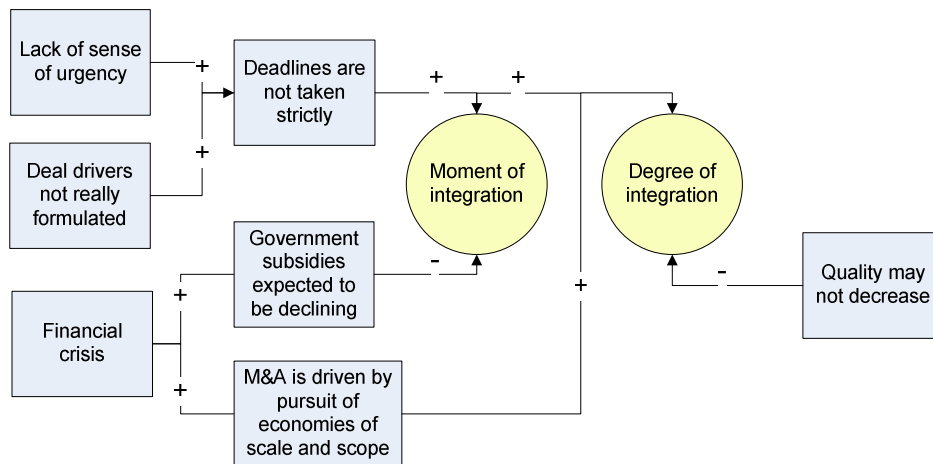 Lack of sense
of urgency
+
Deadlines are
not taken
strictly
+
+
+
Deal drivers
not really
formulated
Moment of
integration
Degree of
integration
Government
subsidies
expected to
be declining
-
-
Quality may
not decrease
+
+
Financial
crisis
+
M&A is driven by
pursuit of
economies of
scale and scope